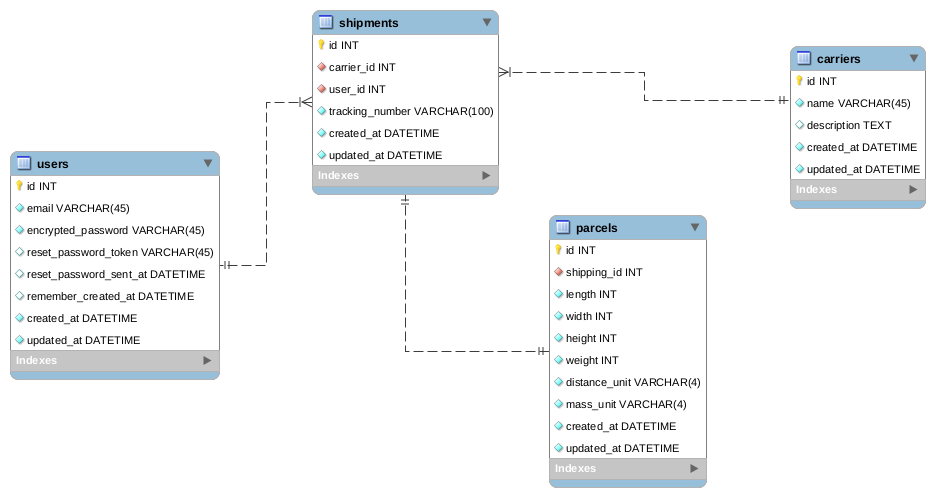 shipments
id INT
carrier_id INT
user_id INT
tracking_number VARCHAR(100)
created_at DATETIME
updated_at DATETIME
Indexes
carriers
id INT
name VARCHAR(45)
description TEXT
created_at DATETIME
updated_at DATETIME
Indexes
users
id INT
email VARCHAR(45)
encrypted_password VARCHAR(45)
reset_password_token VARCHAR(45)
reset_password_sent_at DATETIME
remember_created_at DATETIME
created_at DATETIME
updated_at DATETIME
Indexes
parcels
id INT
shipping_id INT
length INT
width INT
height INT
weight INT
distance_unit VARCHAR(4)
mass_unit VARCHAR(4)
created_at DATETIME
updated_at DATETIME
Indexes